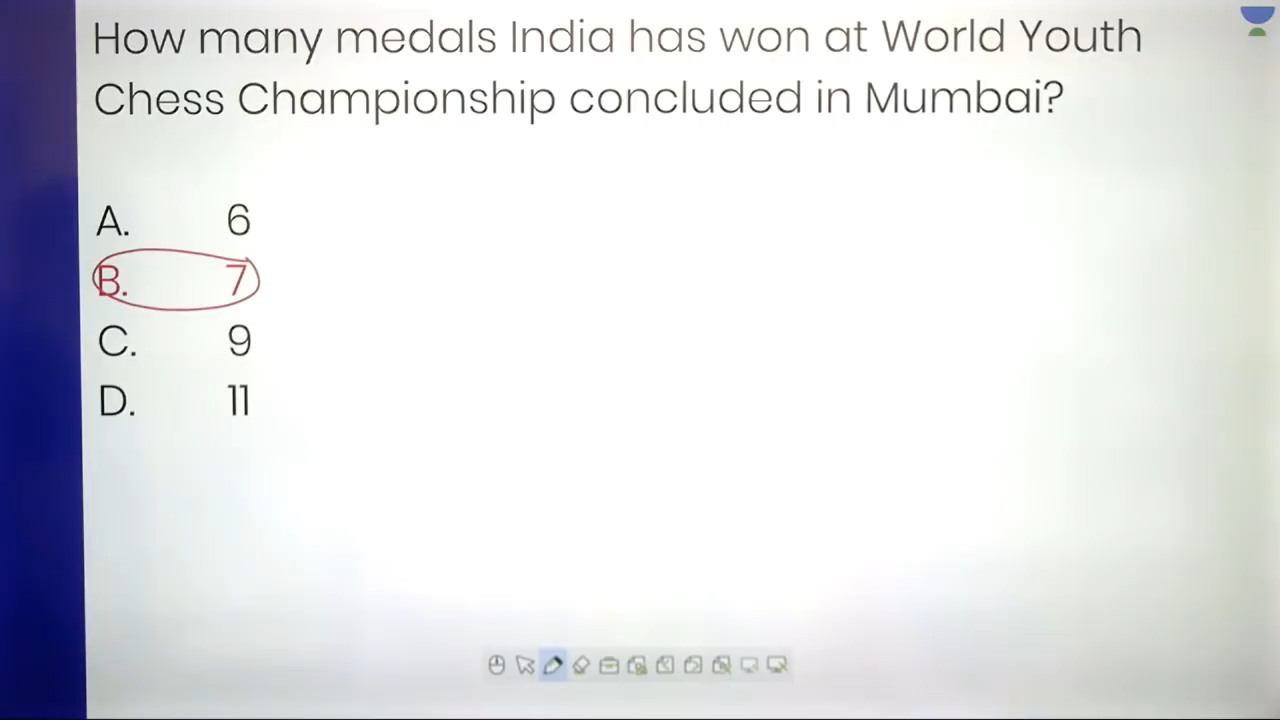 How many medals India has won at World Youth
Chess Championship concluded in Mumbai?
A. 6
B. 7
C. 9
D. 11